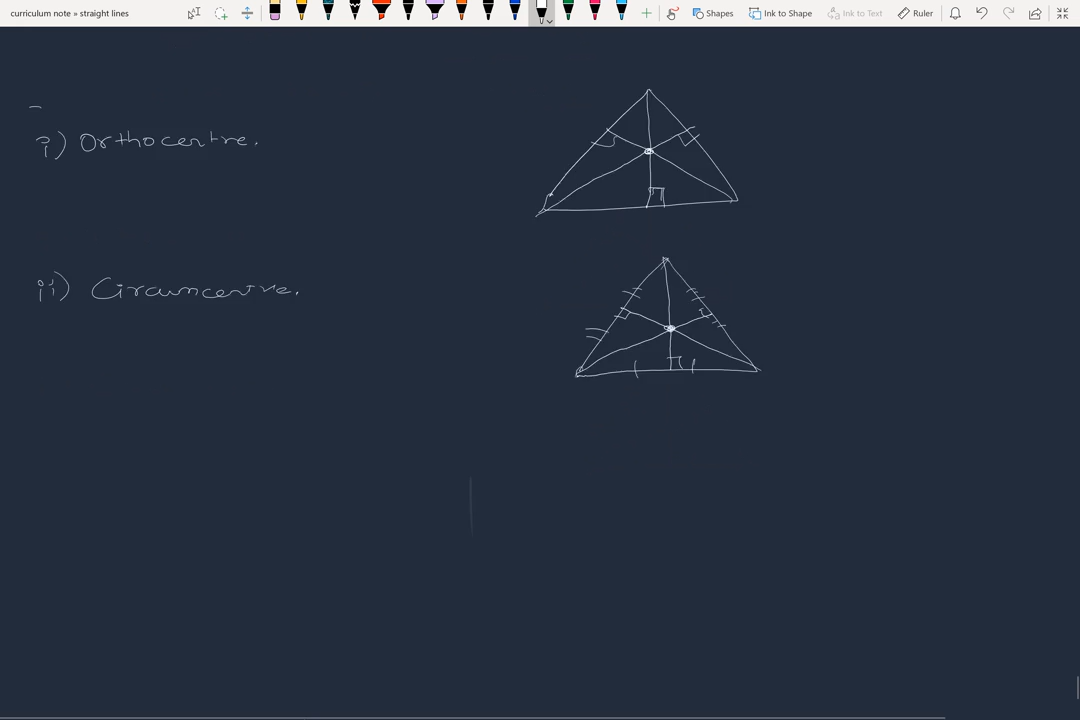 curriculum note » straight lines
Shapes
Ink to Shape
Ink to Text
Ruler
i) Orthocentre.
ii) Circumcentre.